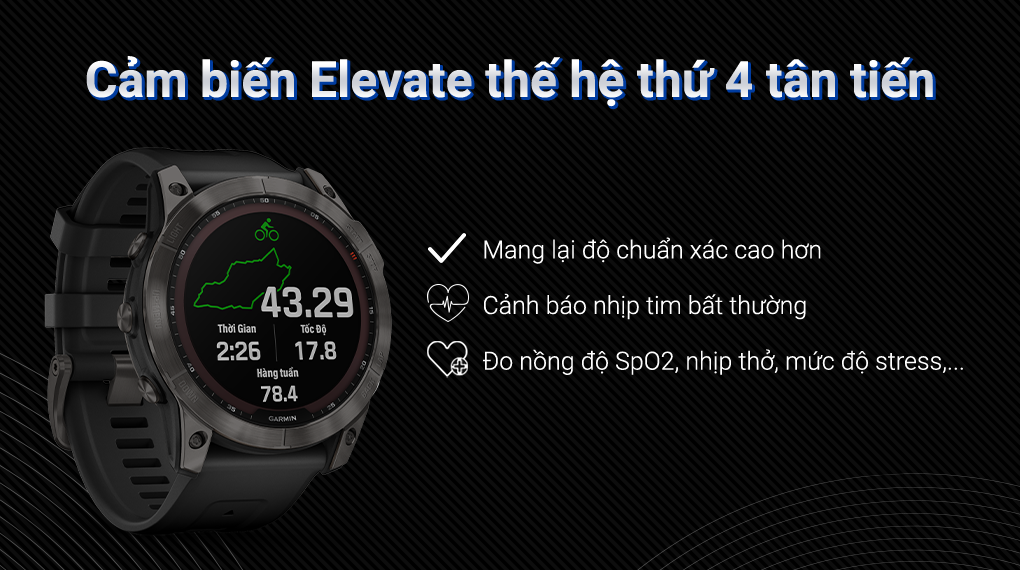 Cảm biến Elevate thế hệ thứ 4 tân tiến
Mang lại độ chuẩn xác cao hơn
Cảnh báo nhịp tim bất thường
Đo nồng độ SpO2, nhịp thở, mức độ stress,...
43.29
Thời Gian
Tốc Độ
2:26
17.8
Hàng tuần
78.4
GARMIN